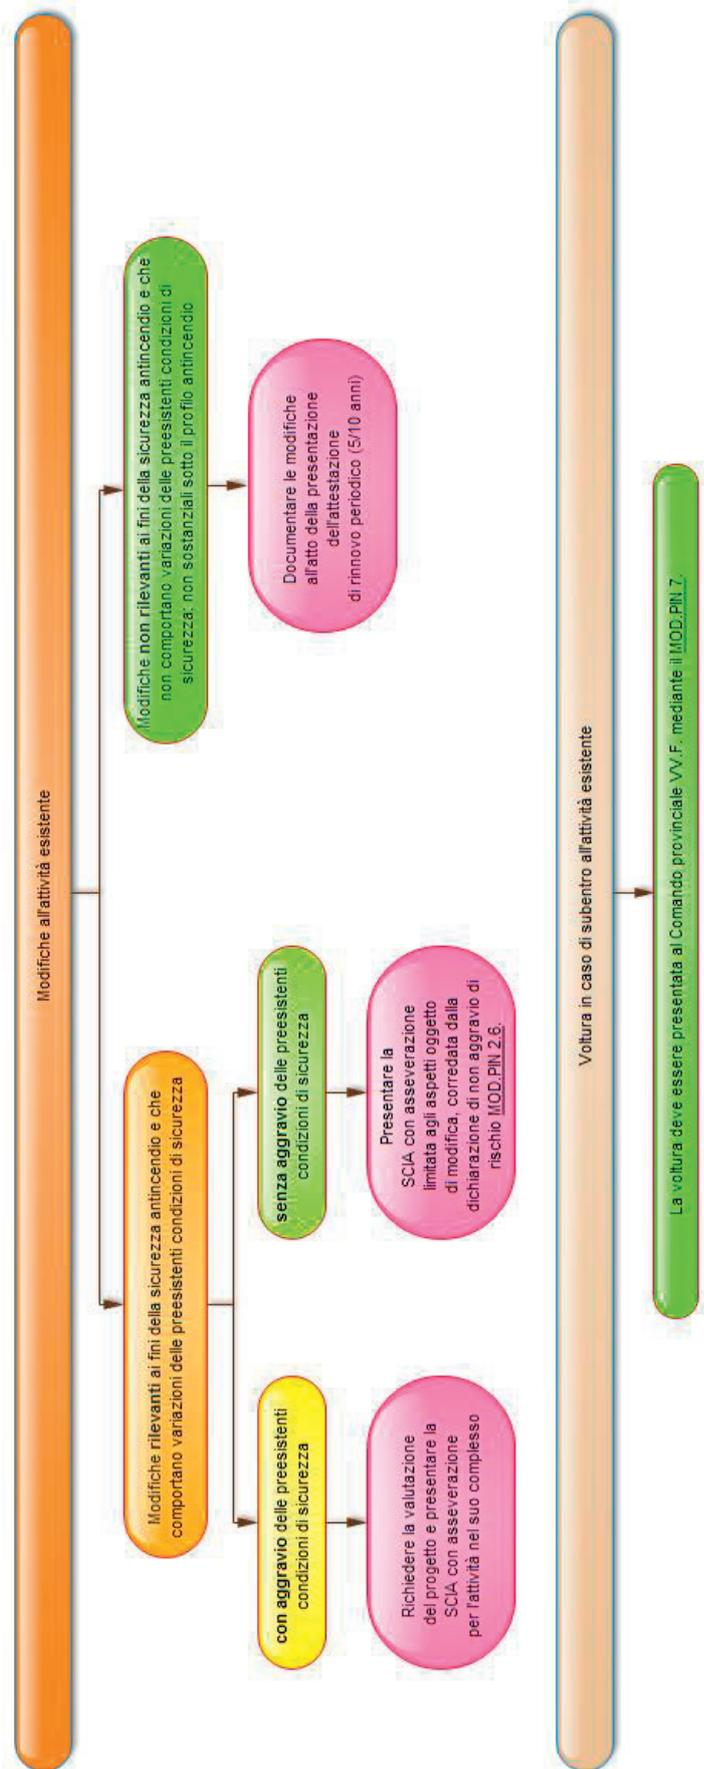 Modifiche all'attività esistente
Modifiche rilevanti ai fini della sicurezza antincendio e che
comportano variazioni delle preesistenti condizioni di sicurezza
con aggravio delle preesistenti
condizioni di sicurezza
Richiedere la valutazione
del progetto e presentare la
SCIA con asseverazione
per l'attività nel suo complesso
senza aggravio delle preesistenti
condizioni di sicurezza
Presentare la
SCIA con asseverazione
limitata agli aspetti oggetto
di modifica, corredata dalla
dichiarazione di non aggravio di
rischio MOD.PIN 2.6.
Modifiche non rilevanti ai fini della sicurezza antincendio e che
non comportano variazioni delle preesistenti condizioni di
sicurezza; non sostanziali sotto il profilo antincendio
Documentare le modifiche
all'atto della presentazione
dell'attestazione
di rinnovo periodico (5/10 anni)
Voltura in caso di subentro all'attività esistente
La voltura deve essere presentata al Comando provinciale VV.F. mediante il MOD.PIN 7.